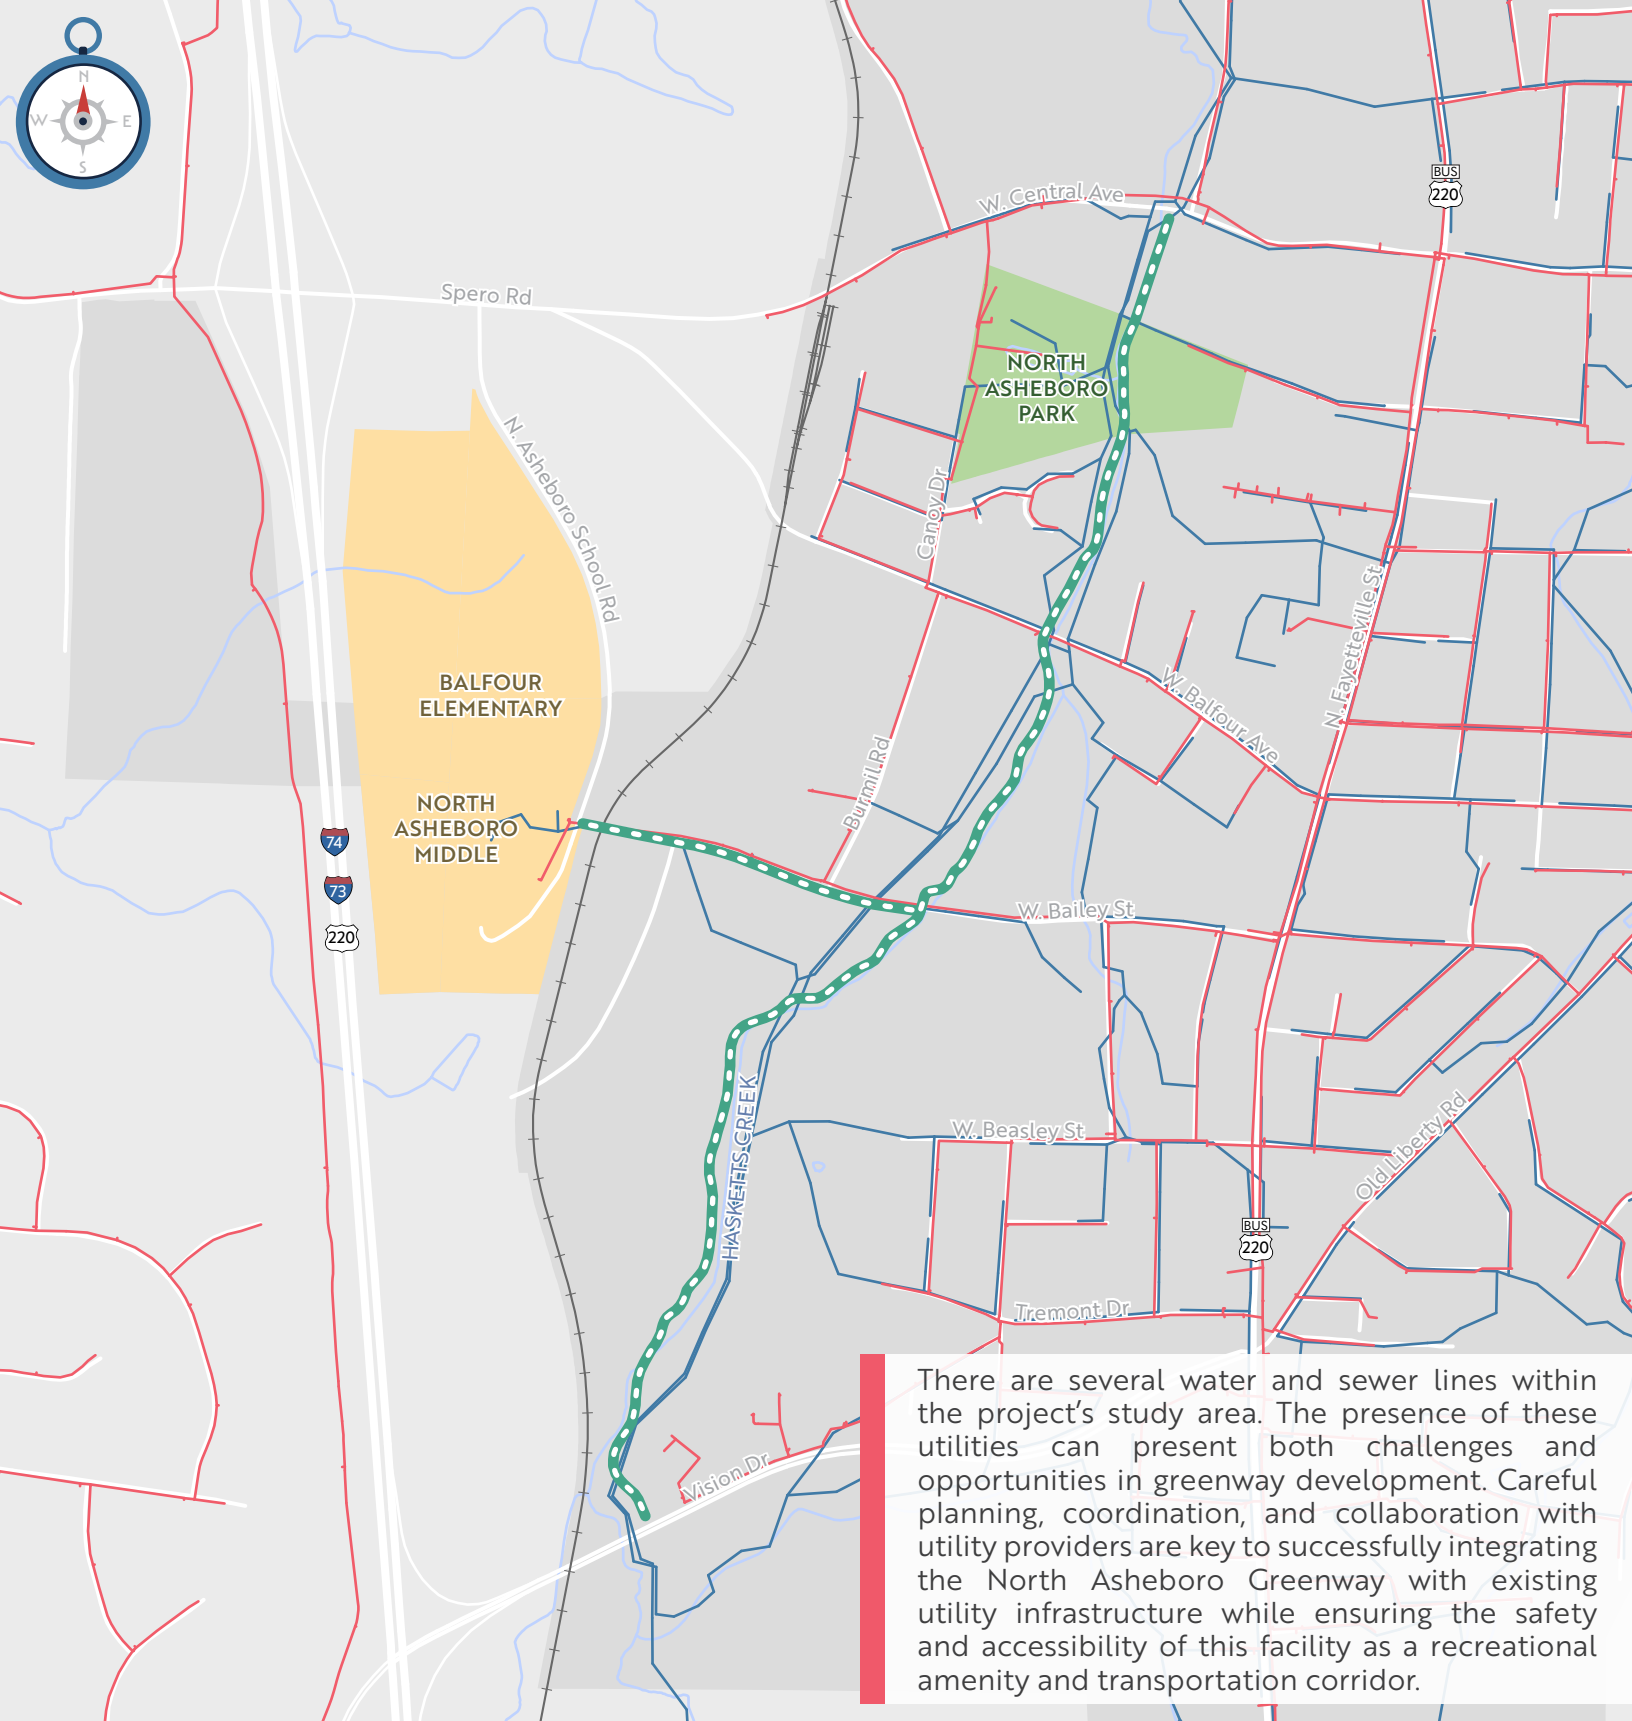 N
W
E
S
BUS
220
W. Central Ave
Spero Rd
NORTH
ASHEBORO
PARK
N. Asheboro School Rd
Canoy Dr
N. Fayetteville St
BALFOUR
ELEMENTARY
W. Balfour Ave
Burmil Rd
NORTH
ASHEBORO
MIDDLE
74
73
220
W. Bailey St
HASKETTS CREEK
W. Beasley St
Old Liberty Rd
BUS
220
Tremont Dr
Vision Dr
There are several water and sewer lines within
the project's study area. The presence of these
utilities can present both challenges and
opportunities in greenway development. Careful
planning, coordination, and collaboration with
utility providers are key to successfully integrating
the North Asheboro Greenway with existing
utility infrastructure while ensuring the safety
and accessibility of this facility as a recreational
amenity and transportation corridor.